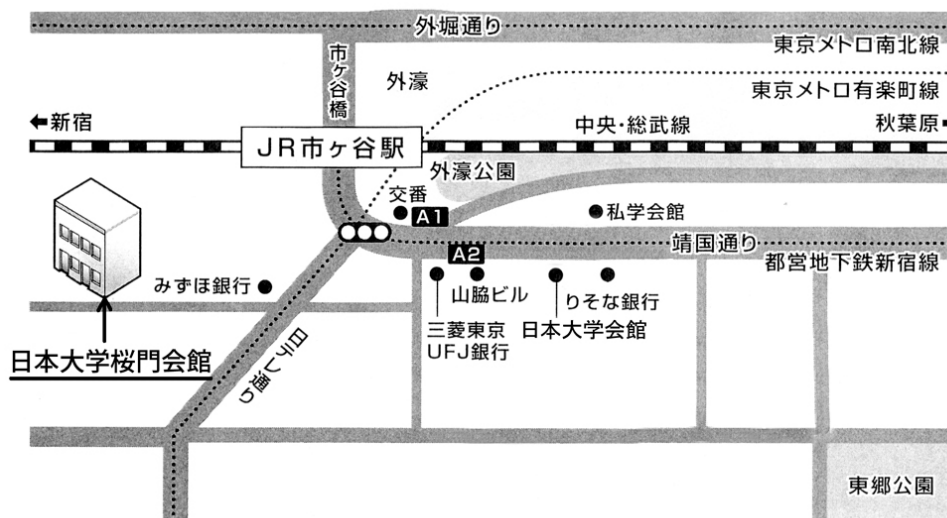 外堀通り
東京メトロ南北線
市ヶ谷橋
外濠
東京メトロ有楽町線
←新宿
中央・総武線
秋葉原
JR市ヶ谷駅
外濠公園
交番
A1
私学会館
靖国通り
A2
都営地下鉄新宿線
みずほ銀行
山脇ビル
りそな銀行
三菱東京
UFJ銀行
日本大学会館
日本大学桜門会館
日テレ通り
東郷公園